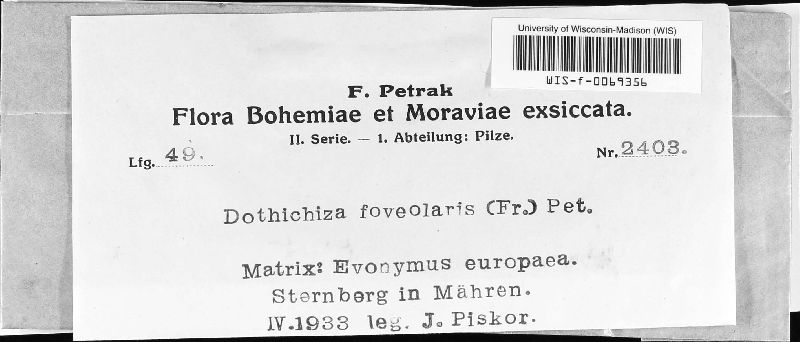 University of Wisconsin-Madison (WIS)
WIS-f-0069356
F. Petrak
Flora Bohemiae et Moraviae exsiccata.
II. Serie. — 1. Abteilung: Pilze.
Lfg. 49.
Nr. 2403.
Dothichiza foveolaris (Fr.) Pet.
Matrix: Evonymus europaea.
Sternberg in Mähren.
IV.1933 leg. J. Piskor.